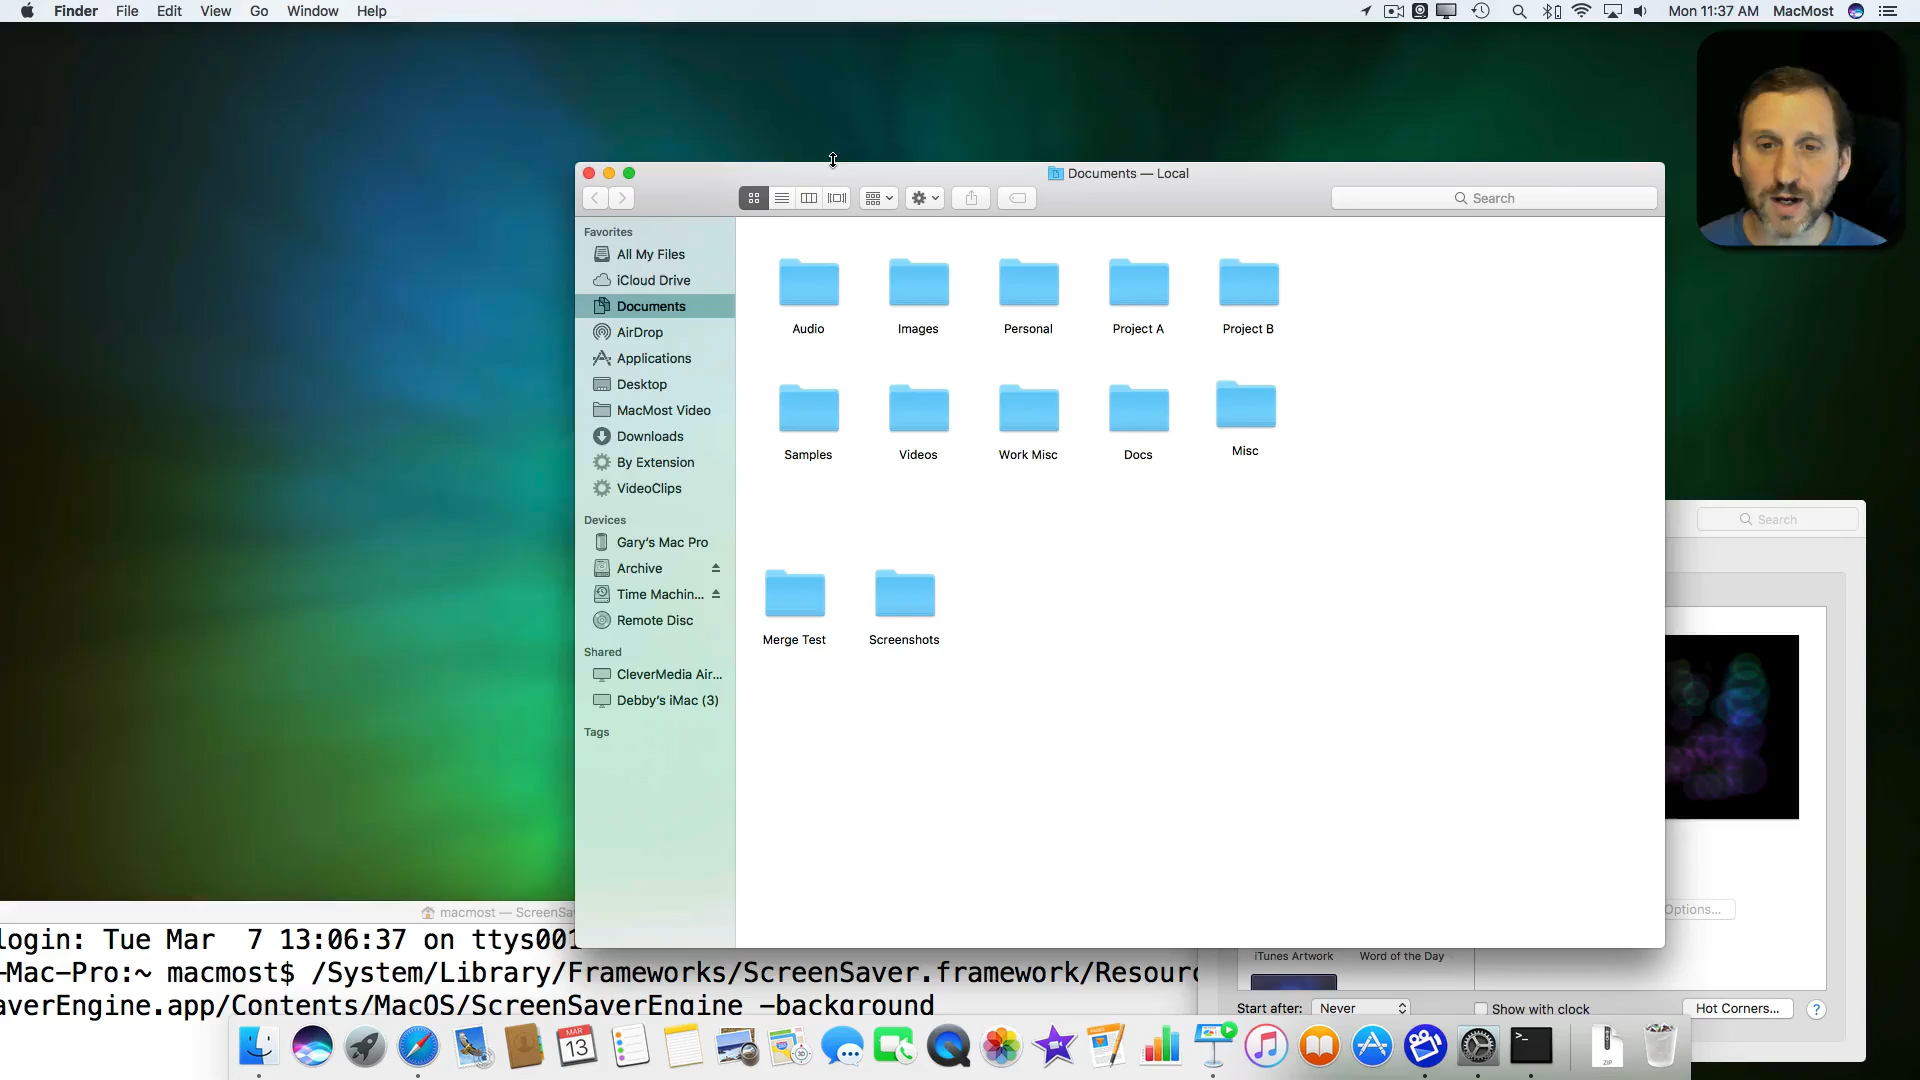 Finder File Edit View Go Window Help
Mon 11:37 AM MacMost
Documents — Local
Search
Favorites
All My Files
iCloud Drive
Documents
AirDrop
Applications
Desktop
MacMost Video
Downloads
By Extension
VideoClips
Devices
Gary's Mac Pro
Archive
Time Machin...
Remote Disc
Shared
CleverMedia Air...
Debby's iMac (3)
Tags
Audio Images Personal Project A Project B
Samples Videos Work Misc Docs Misc
Merge Test Screenshots
Search
Options...
iTunes Artwork Word of the Day
Start after: Never Show with clock Hot Corners... ?
macmost — ScreenSa
login: Tue Mar 7 13:06:37 on ttys001
-Mac-Pro:~ macmost$ /System/Library/Frameworks/ScreenSaver.framework/Resourc
averEngine.app/Contents/MacOS/ScreenSaverEngine -background
MAR
13
ZIP